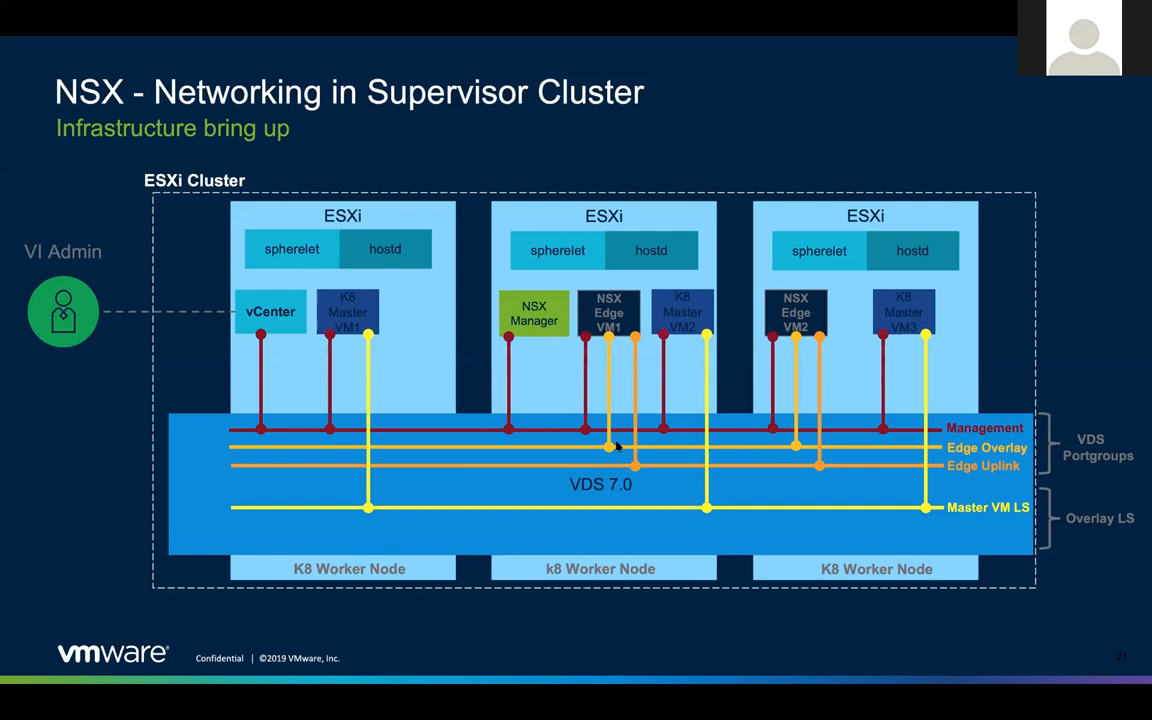 NSX - Networking in Supervisor Cluster
Infrastructure bring up
ESXi Cluster
VI Admin
ESXi
spherelet
hostd
vCenter
K8
Master
VM1
K8 Worker Node
ESXi
spherelet
hostd
NSX
Manager
NSX
Edge
VM1
K8
Master
VM2
k8 Worker Node
ESXi
spherelet
hostd
NSX
Edge
VM2
K8
Master
VM3
K8 Worker Node
VDS 7.0
Management
Edge Overlay
Edge Uplink
Master VM LS
VDS
Portgroups
Overlay LS
vmware®
Confidential | ©2019 VMware, Inc.
21